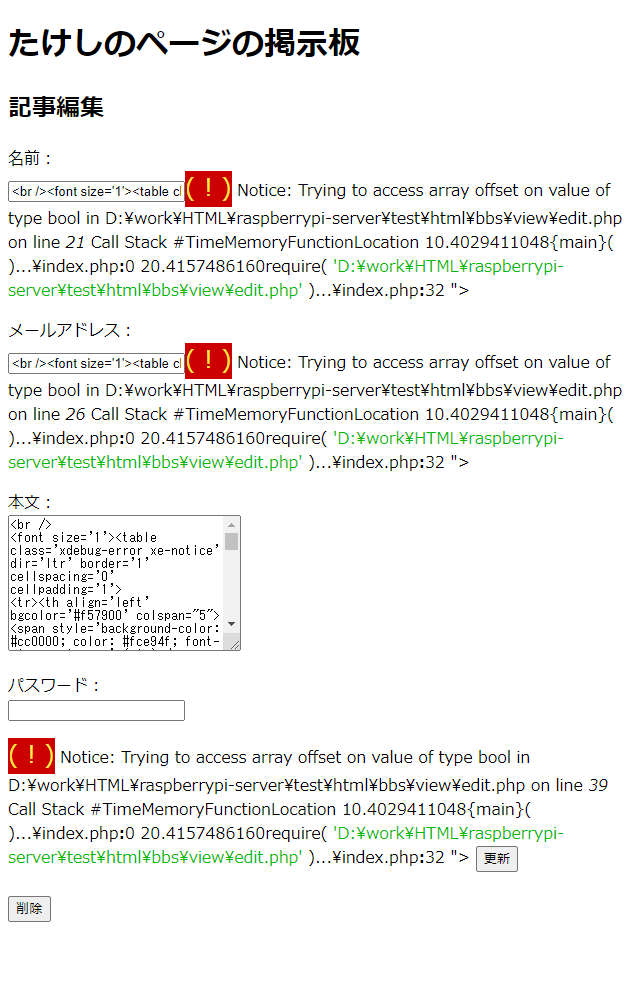 たけしのページの掲示板
記事編集
名前：
<br /><font size='1'><table cl( ! ) Notice: Trying to access array offset on value of
type bool in D:¥work¥HTML¥raspberrypi-server¥test¥html¥bbs¥view¥edit.php
on line 21 Call Stack #TimeMemoryFunctionLocation 10.4029411048{main}(
)...¥index.php:0 20.4157486160require( 'D:¥work¥HTML¥raspberrypi-
server¥test¥html¥bbs¥view¥edit.php' )...¥index.php:32 ">
メールアドレス：
<br /><font size='1'><table cl( ! ) Notice: Trying to access array offset on value of
type bool in D:¥work¥HTML¥raspberrypi-server¥test¥html¥bbs¥view¥edit.php
on line 26 Call Stack #TimeMemoryFunctionLocation 10.4029411048{main}(
)...¥index.php:0 20.4157486160require( 'D:¥work¥HTML¥raspberrypi-
server¥test¥html¥bbs¥view¥edit.php' )...¥index.php:32 ">
本文：
<br />
<font size='1'><table
class='xdebug-error xe-notice'
dir='ltr' border='1'
cellspacing='0'
cellpadding='1'>
<tr><th align='left'
bgcolor='#f57900' colspan="5">
<span style='background-color:
#cc0000; color: #fce94f; font-
パスワード：
( ! ) Notice: Trying to access array offset on value of type bool in
D:¥work¥HTML¥raspberrypi-server¥test¥html¥bbs¥view¥edit.php on line 39
Call Stack #TimeMemoryFunctionLocation 10.4029411048{main}(
)...¥index.php:0 20.4157486160require( 'D:¥work¥HTML¥raspberrypi-
server¥test¥html¥bbs¥view¥edit.php' )...¥index.php:32 "> 更新
削除